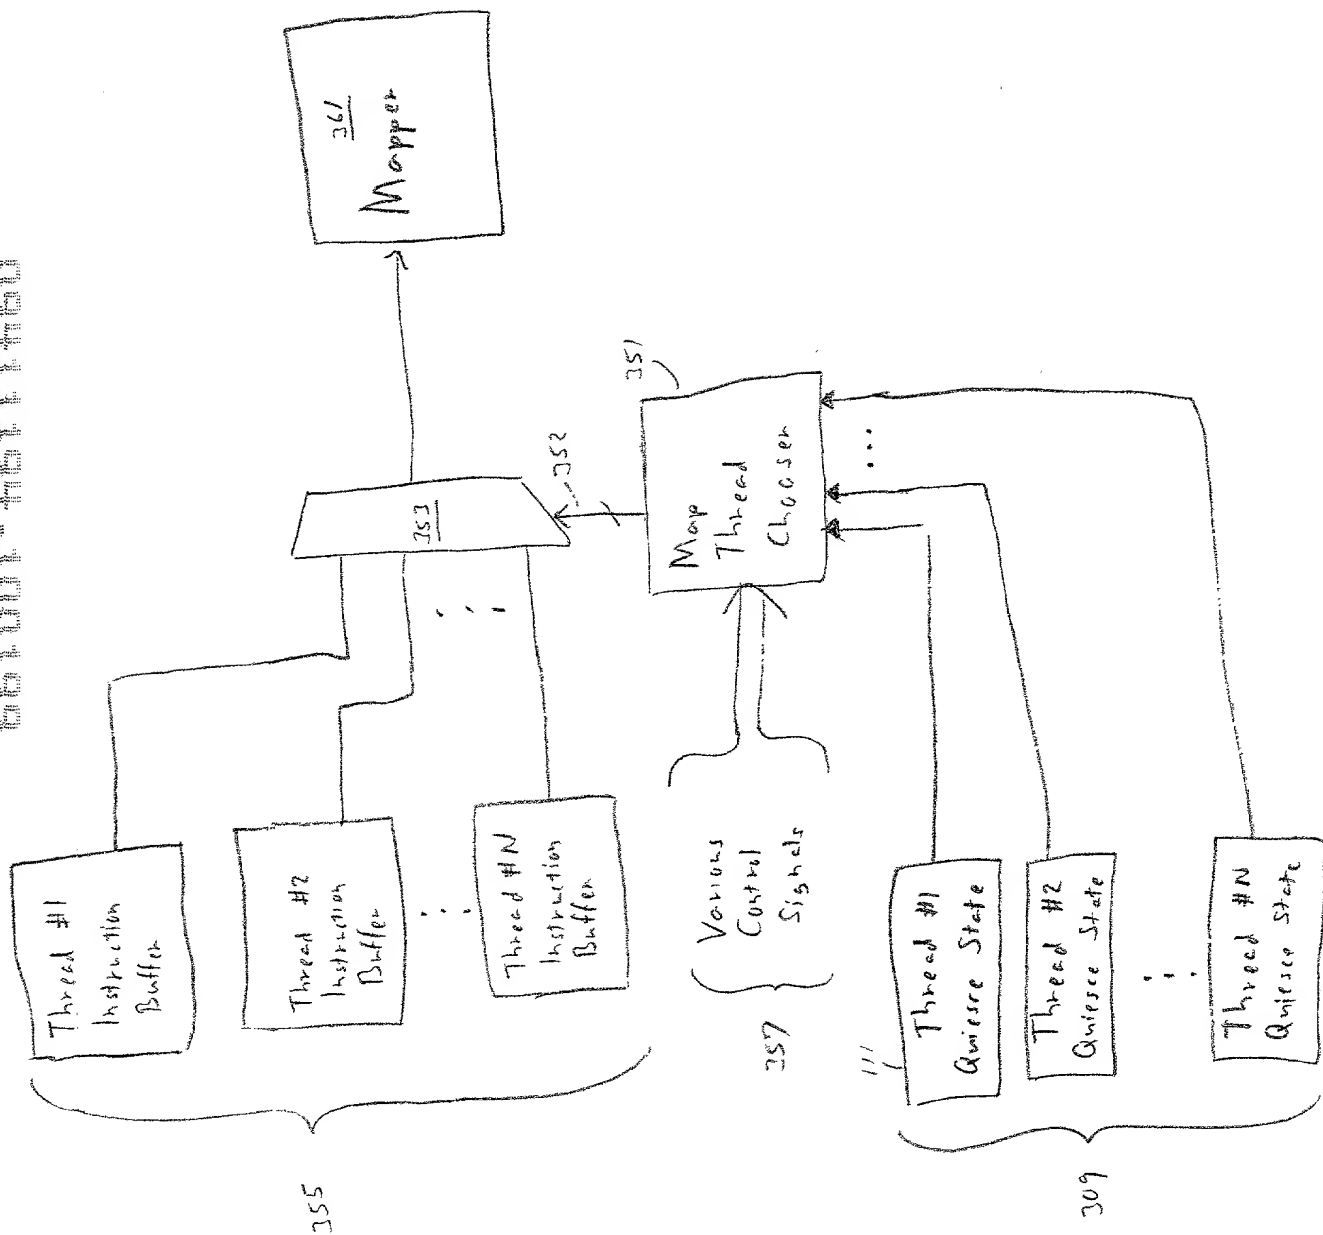 Thread #1
Instruction
Buffer
Thread #2
Instruction
Buffer
Thread #N
Instruction
Buffer
355
353
361
Mapper
352
351
Map
Thread
Chooser
Various
Control
Signals
357
111
Thread #1
Quiesce State
Thread #2
Quiesce State
Thread #N
Quiesce State
309